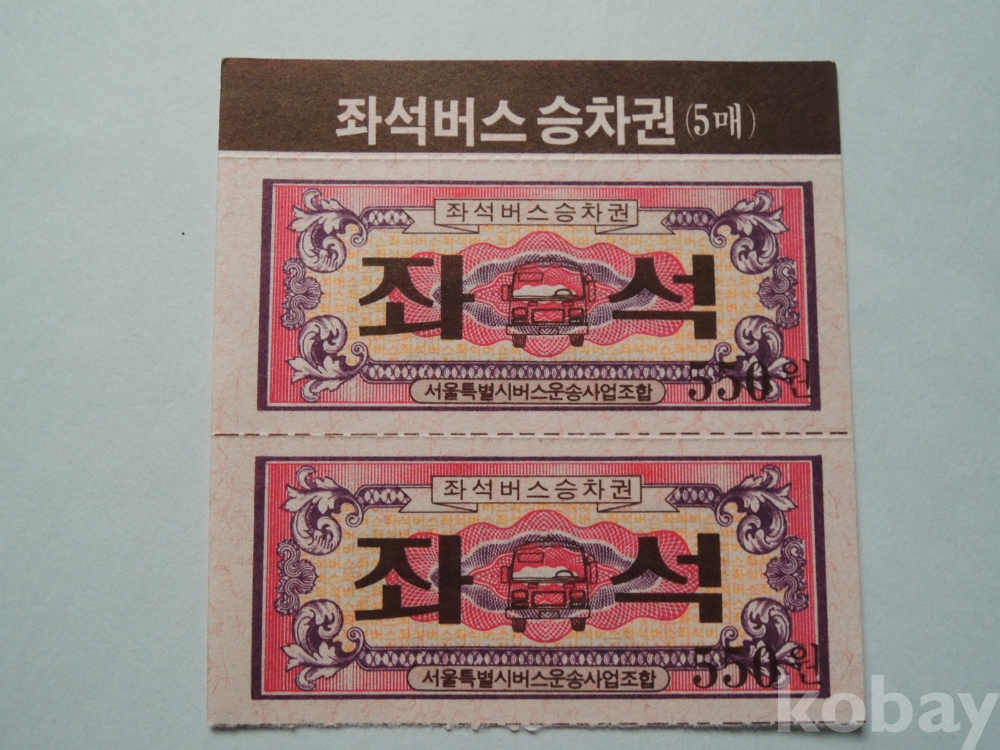 좌석버스 승차권 (5매)
좌석버스승차권
좌 석
550원
서울특별시버스운송사업조합
좌석버스승차권
좌 석
550원
서울특별시버스운송사업조합
kobay